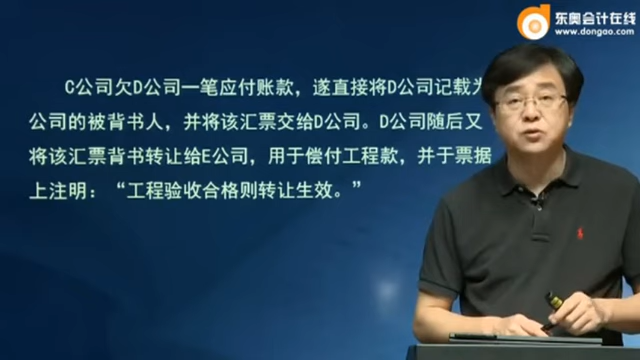 东奥会计在线
www.dongao.com
C公司欠D公司一笔应付账款，遂直接将D公司记载为
公司的被背书人，并将该汇票交给D公司。D公司随后又
将该汇票背书转让给E公司，用于偿付工程款，并于票据
上注明：“工程验收合格则转让生效。”